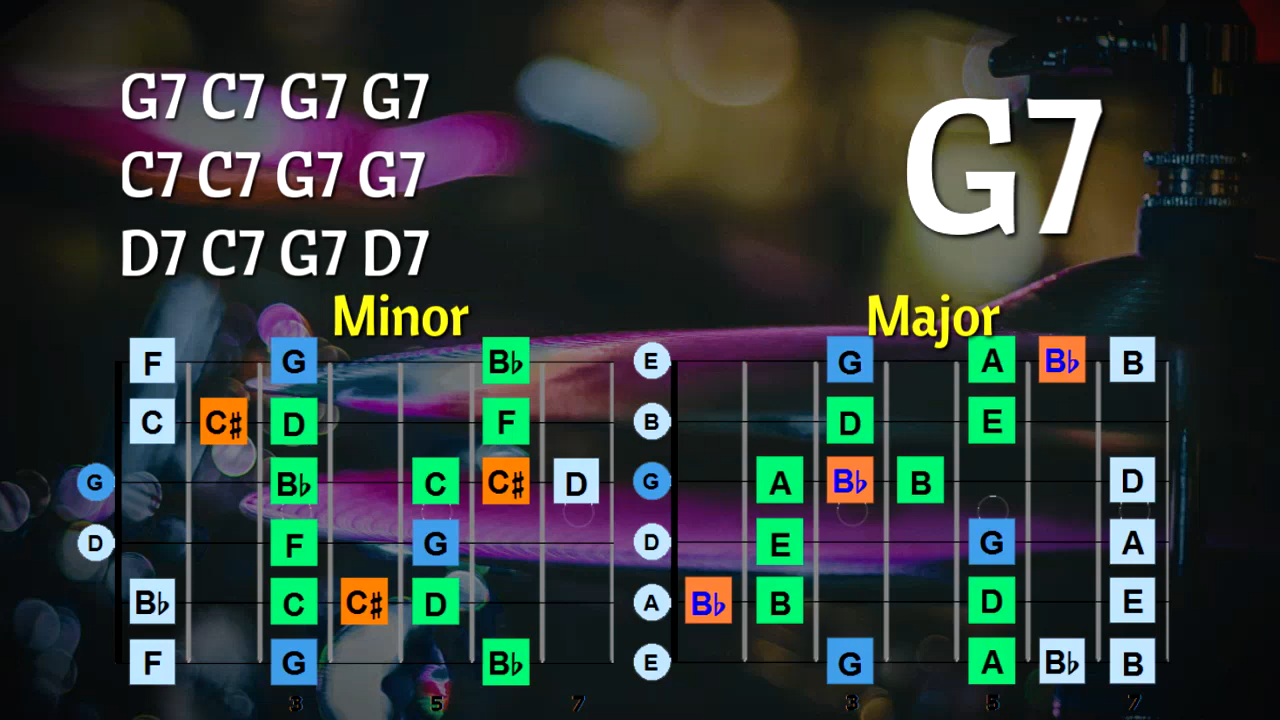 G7 C7 G7 G7
C7 C7 G7 G7
D7 C7 G7 D7
G7
Minor
Major
F G B♭ E G A B♭ B
C C♯ D F B D E
G B♭ C C♯ D G A B♭ B D
D F G D E G A
B♭ C C♯ D A B♭ B D E
F G B♭ E G A B♭ B
3 5 7 3 5 7